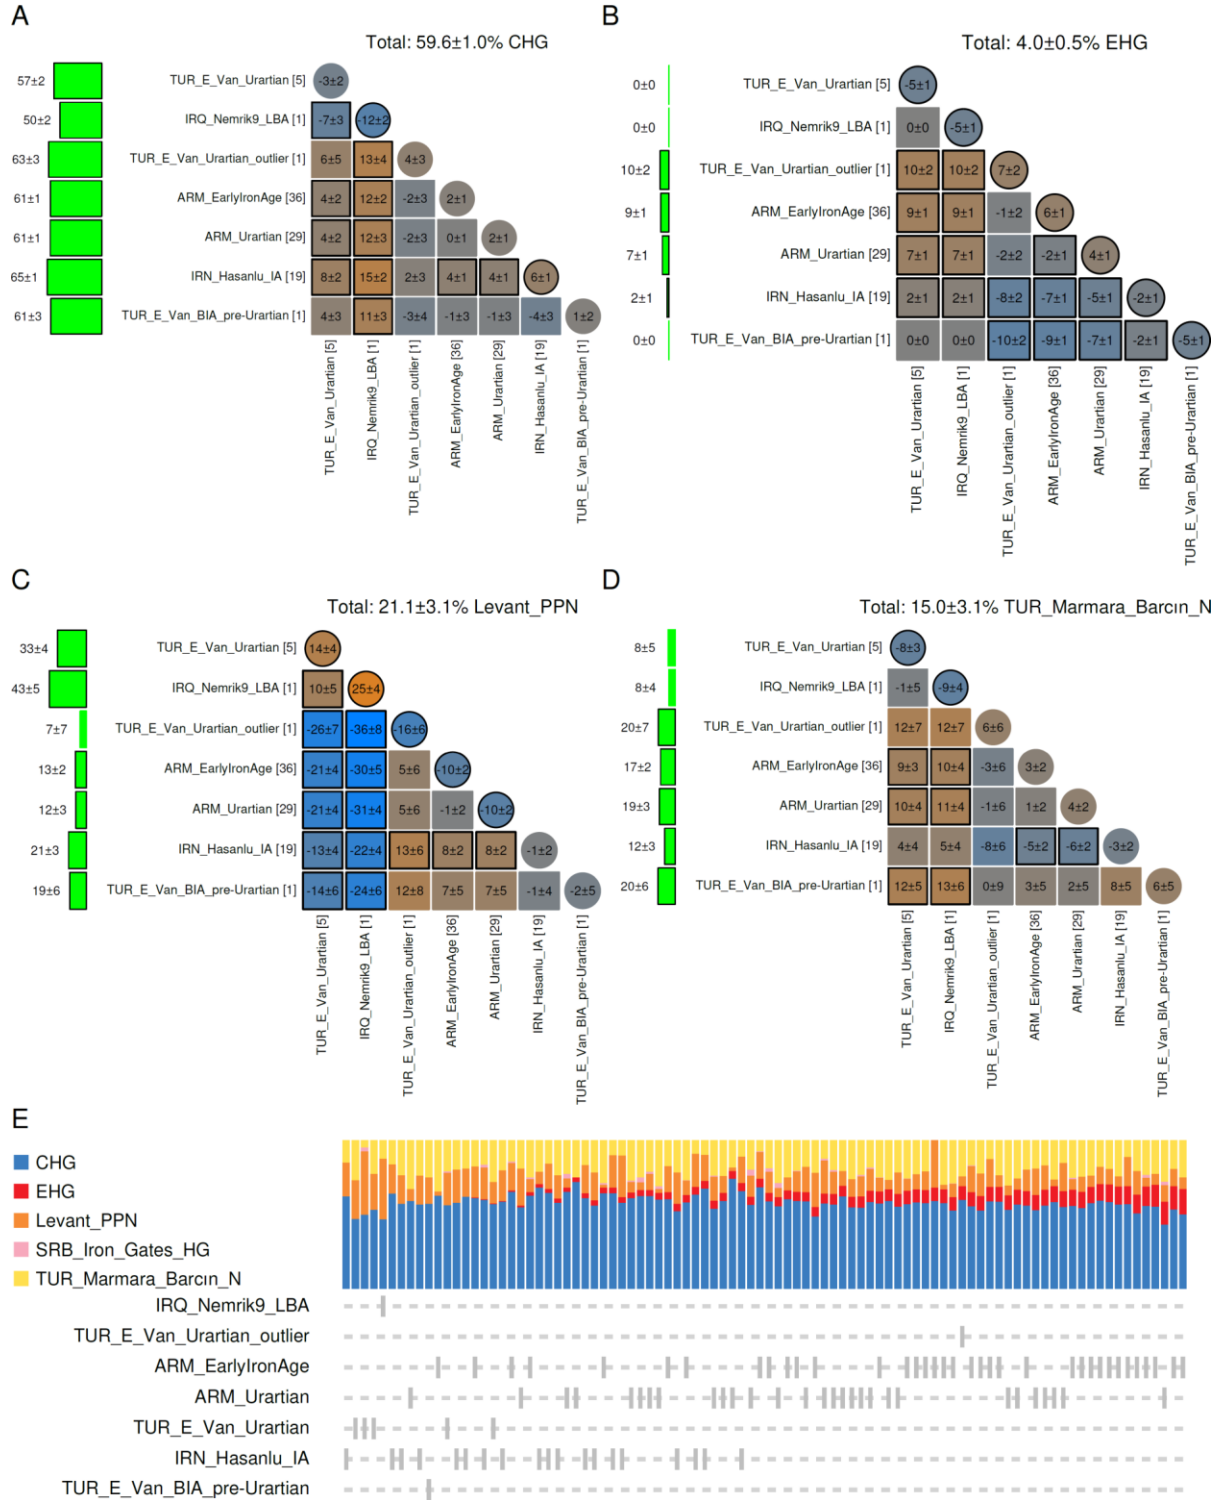 A
Total: 59.6±1.0% CHG
57±2 TUR_E_Van_Urartian [5] -3±2
50±2 IRQ_Nemrik9_LBA [1] -7±3 -12±2
63±3 TUR_E_Van_Urartian_outlier [1] 6±5 13±4 4±3
61±1 ARM_EarlyIronAge [36] 4±2 12±2 -2±3 2±1
61±1 ARM_Urartian [29] 4±2 12±3 -2±3 0±1 2±1
65±1 IRN_Hasanlu_IA [19] 8±2 15±2 2±3 4±1 4±1 6±1
61±3 TUR_E_Van_BIA_pre-Urartian [1] 4±3 11±3 -3±4 -1±3 -1±3 -4±3 1±2
TUR_E_Van_Urartian [5]
IRQ_Nemrik9_LBA [1]
TUR_E_Van_Urartian_outlier [1]
ARM_EarlyIronAge [36]
ARM_Urartian [29]
IRN_Hasanlu_IA [19]
TUR_E_Van_BIA_pre-Urartian [1]
B
Total: 4.0±0.5% EHG
0±0 TUR_E_Van_Urartian [5] -5±1
0±0 IRQ_Nemrik9_LBA [1] 0±0 -5±1
10±2 TUR_E_Van_Urartian_outlier [1] 10±2 10±2 7±2
9±1 ARM_EarlyIronAge [36] 9±1 9±1 -1±2 6±1
7±1 ARM_Urartian [29] 7±1 7±1 -2±2 -2±1 4±1
2±1 IRN_Hasanlu_IA [19] 2±1 2±1 -8±2 -7±1 -5±1 -2±1
0±0 TUR_E_Van_BIA_pre-Urartian [1] 0±0 0±0 -10±2 -9±1 -7±1 -2±1 -5±1
TUR_E_Van_Urartian [5]
IRQ_Nemrik9_LBA [1]
TUR_E_Van_Urartian_outlier [1]
ARM_EarlyIronAge [36]
ARM_Urartian [29]
IRN_Hasanlu_IA [19]
TUR_E_Van_BIA_pre-Urartian [1]
C
Total: 21.1±3.1% Levant_PPN
33±4 TUR_E_Van_Urartian [5] 14±4
43±5 IRQ_Nemrik9_LBA [1] 10±5 25±4
7±7 TUR_E_Van_Urartian_outlier [1] -26±7 -36±8 -16±6
13±2 ARM_EarlyIronAge [36] -21±4 -30±5 5±6 -10±2
12±3 ARM_Urartian [29] -21±4 -31±4 5±6 -1±2 -10±2
21±3 IRN_Hasanlu_IA [19] -13±4 -22±4 13±6 8±2 8±2 -1±2
19±6 TUR_E_Van_BIA_pre-Urartian [1] -14±6 -24±6 12±8 7±5 7±5 -1±4 -2±5
TUR_E_Van_Urartian [5]
IRQ_Nemrik9_LBA [1]
TUR_E_Van_Urartian_outlier [1]
ARM_EarlyIronAge [36]
ARM_Urartian [29]
IRN_Hasanlu_IA [19]
TUR_E_Van_BIA_pre-Urartian [1]
D
Total: 15.0±3.1% TUR_Marmara_Barcın_N
8±5 TUR_E_Van_Urartian [5] -8±3
8±4 IRQ_Nemrik9_LBA [1] -1±5 -9±4
20±7 TUR_E_Van_Urartian_outlier [1] 12±7 12±7 6±6
17±2 ARM_EarlyIronAge [36] 9±3 10±4 -3±6 3±2
19±3 ARM_Urartian [29] 10±4 11±4 -1±6 1±2 4±2
12±3 IRN_Hasanlu_IA [19] 4±4 5±4 -8±6 -5±2 -6±2 -3±2
20±6 TUR_E_Van_BIA_pre-Urartian [1] 12±5 13±6 0±9 3±5 2±5 8±5 6±5
TUR_E_Van_Urartian [5]
IRQ_Nemrik9_LBA [1]
TUR_E_Van_Urartian_outlier [1]
ARM_EarlyIronAge [36]
ARM_Urartian [29]
IRN_Hasanlu_IA [19]
TUR_E_Van_BIA_pre-Urartian [1]
E
CHG
EHG
Levant_PPN
SRB_Iron_Gates_HG
TUR_Marmara_Barcın_N
IRQ_Nemrik9_LBA
TUR_E_Van_Urartian_outlier
ARM_EarlyIronAge
ARM_Urartian
TUR_E_Van_Urartian
IRN_Hasanlu_IA
TUR_E_Van_BIA_pre-Urartian